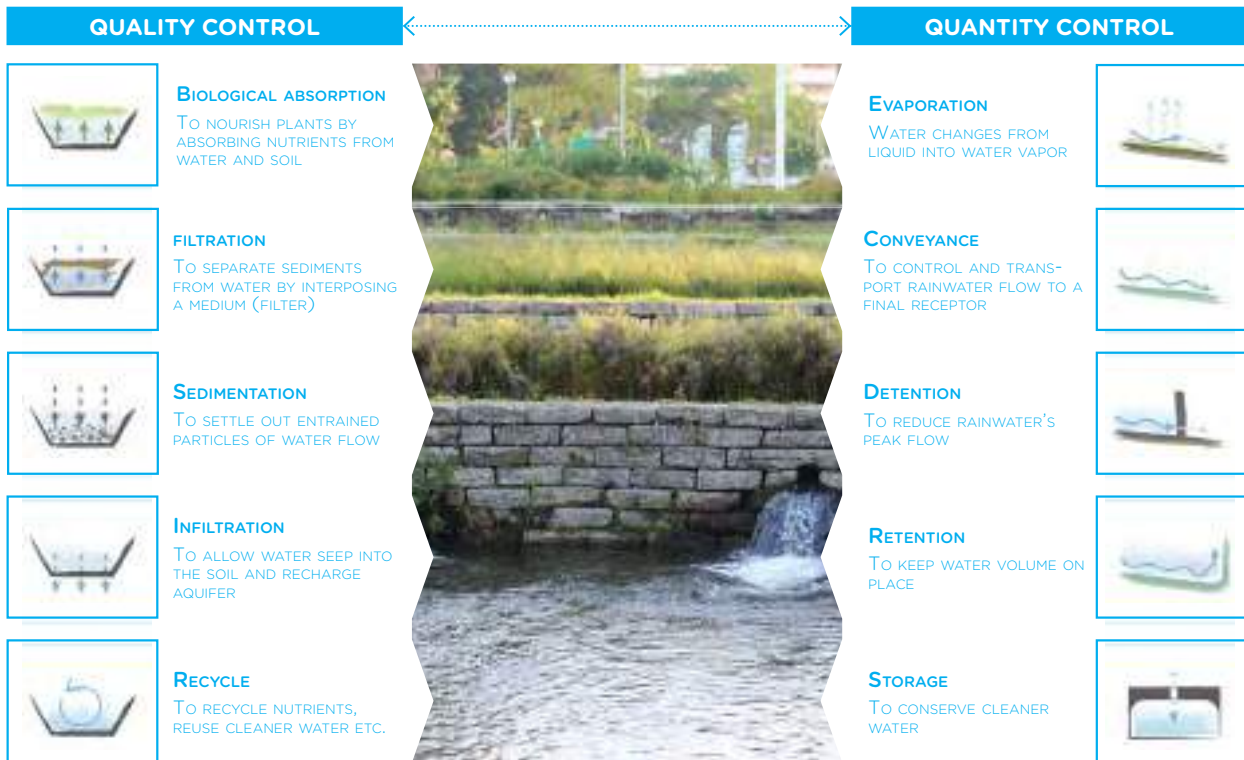 QUALITY CONTROL
BIOLOGICAL ABSORPTION
TO NOURISH PLANTS BY
ABSORBING NUTRIENTS FROM
WATER AND SOIL
FILTRATION
TO SEPARATE SEDIMENTS
FROM WATER BY INTERPOSING
A MEDIUM (FILTER)
SEDIMENTATION
TO SETTLE OUT ENTRAINED
PARTICLES OF WATER FLOW
INFILTRATION
TO ALLOW WATER SEEP INTO
THE SOIL AND RECHARGE
AQUIFER
RECYCLE
TO RECYCLE NUTRIENTS,
REUSE CLEANER WATER ETC.
QUANTITY CONTROL
EVAPORATION
WATER CHANGES FROM
LIQUID INTO WATER VAPOR
CONVEYANCE
TO CONTROL AND TRANS-
PORT RAINWATER FLOW TO A
FINAL RECEPTOR
DETENTION
TO REDUCE RAINWATER'S
PEAK FLOW
RETENTION
TO KEEP WATER VOLUME ON
PLACE
STORAGE
TO CONSERVE CLEANER
WATER